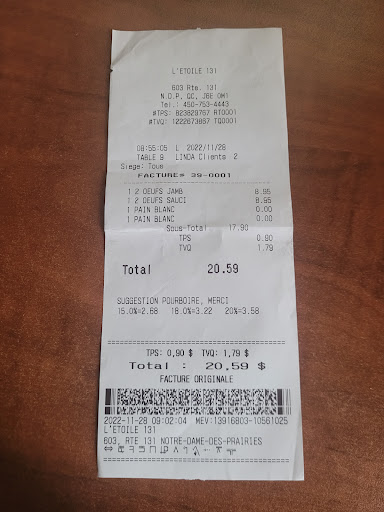 L'ETOILE 131
603 Rte. 131
N.D.P, QC, J6E 0M1
Tel.: 450-753-4443
#TPS: 823829767 RT0001
#TVQ: 1222673867 TQ0001
08:55:05 L 2022/11/28
TABLE 9 LINDA Clients 2
Siege: Tous
FACTURE# 39-0001
1 2 OEUFS JAMB 8.95
1 2 OEUFS SAUCI 8.95
1 PAIN BLANC 0.00
1 PAIN BLANC 0.00
Sous-Total 17.90
TPS 0.90
TVQ 1.79
Total 20.59
SUGGESTION POURBOIRE, MERCI
15.0%=2.68 18.0%=3.22 20%=3.58
TPS: 0,90 $ TVQ: 1,79 $
Total : 20,59 $
FACTURE ORIGINALE
2022-11-28 09:02:04 MEV:13916803-10561025
L'ETOILE 131
603, RTE 131 NOTRE-DAME-DES-PRAIRIES